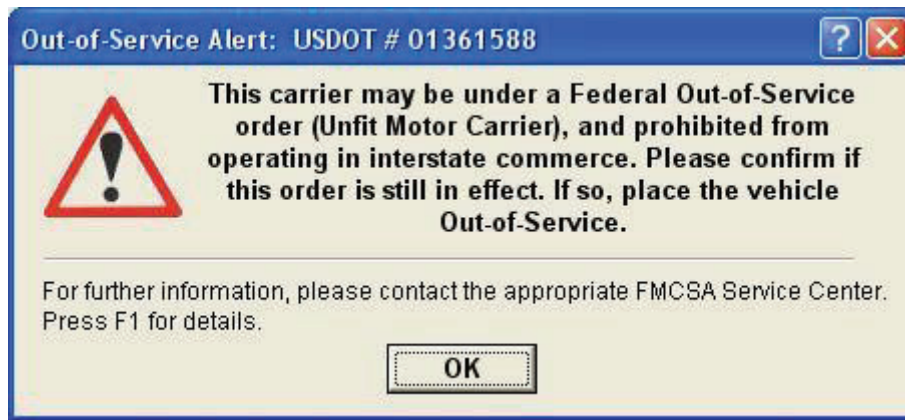 Out-of-Service Alert: USDOT # 01361588
This carrier may be under a Federal Out-of-Service
order (Unfit Motor Carrier), and prohibited from
operating in interstate commerce. Please confirm if
this order is still in effect. If so, place the vehicle
Out-of-Service.
For further information, please contact the appropriate FMCSA Service Center.
Press F1 for details.
OK